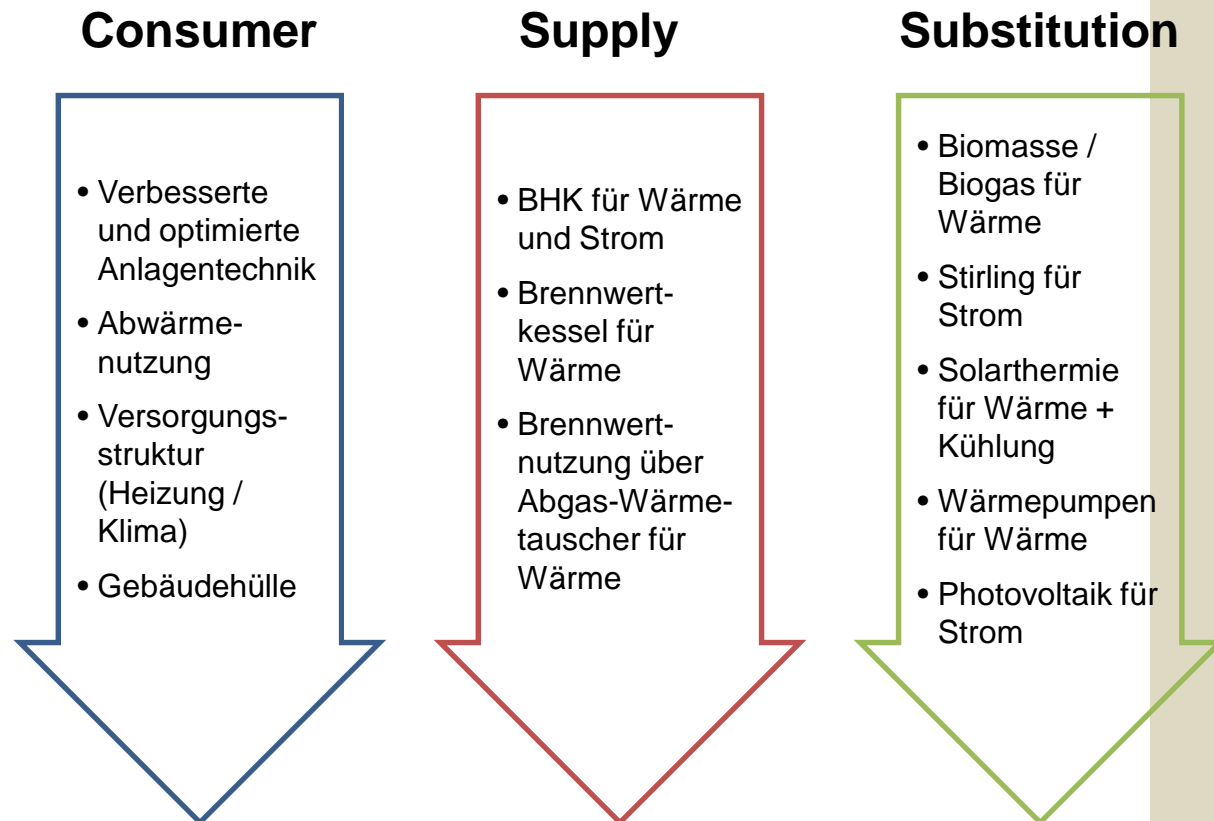 Consumer
• Verbesserte
und optimierte
Anlagentechnik
• Abwärme-
nutzung
• Versorgungs-
struktur
(Heizung /
Klima)
• Gebäudehülle
Supply
• BHK für Wärme
und Strom
• Brennwert-
kessel für
Wärme
• Brennwert-
nutzung über
Abgas-Wärme-
tauscher für
Wärme
Substitution
• Biomasse /
Biogas für
Wärme
• Stirling für
Strom
• Solarthermie
für Wärme +
Kühlung
• Wärmepumpen
für Wärme
• Photovoltaik für
Strom